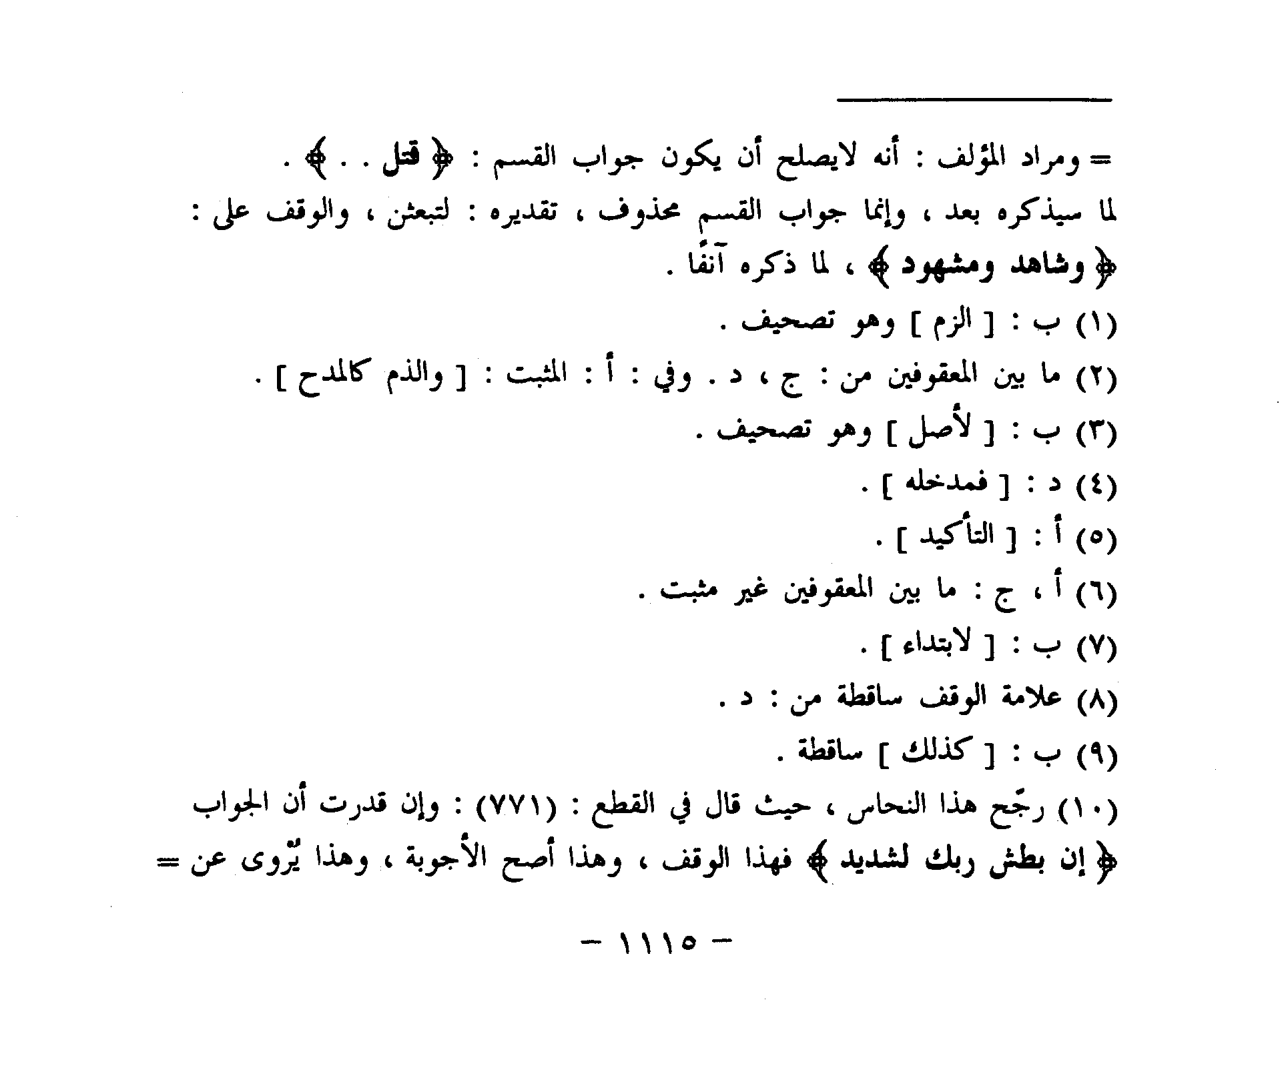 = ومراد المؤلف : أنه لايصلح أن يكون جواب القسم : ﴿ قتل . . ﴾ .
لما سيذكره بعد ، وإنما جواب القسم محذوف ، تقديره : لتبعثن ، والوقف على :
﴿ وشاهد ومشهود ﴾ ، لما ذكره آنفًا .
(١) ب : [ الزم ] وهو تصحيف .
(٢) ما بين المعقوفين من : ج ، د . وفي : أ : المثبت : [ والذم كالمدح ] .
(٣) ب : [ لأصل ] وهو تصحيف .
(٤) د : [ فمدخله ] .
(٥) أ : [ التأكيد ] .
(٦) أ ، ج : ما بين المعقوفين غير مثبت .
(٧) ب : [ لابتداء ] .
(٨) علامة الوقف ساقطة من : د .
(٩) ب : [ كذلك ] ساقطة .
(١٠) رجّح هذا النحاس ، حيث قال في القطع : (٧٧١) : وإن قدرت أن الجواب
﴿ إن بطش ربك لشديد ﴾ فهذا الوقف ، وهذا أصح الأجوبة ، وهذا يُرْوى عن =
- ١١١٥ -